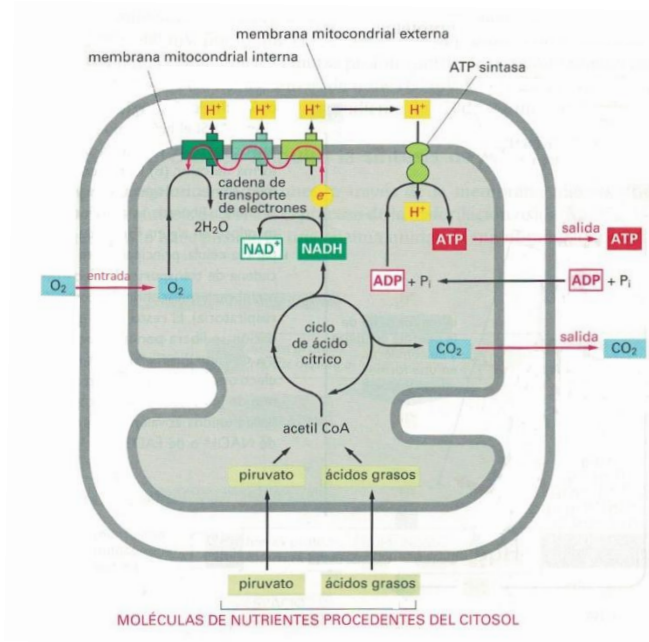 membrana mitocondrial externa
membrana mitocondrial interna
ATP sintasa
H⁺ H⁺ H⁺ H⁺
cadena de
transporte
de electrones
e⁻
H⁺
2H₂O
NAD⁺ NADH
ATP salida ATP
ADP + Pᵢ ADP + Pᵢ
O₂ entrada O₂
ciclo
de ácido
cítrico
CO₂ salida CO₂
acetil CoA
piruvato ácidos grasos
piruvato ácidos grasos
MOLÉCULAS DE NUTRIENTES PROCEDENTES DEL CITOSOL